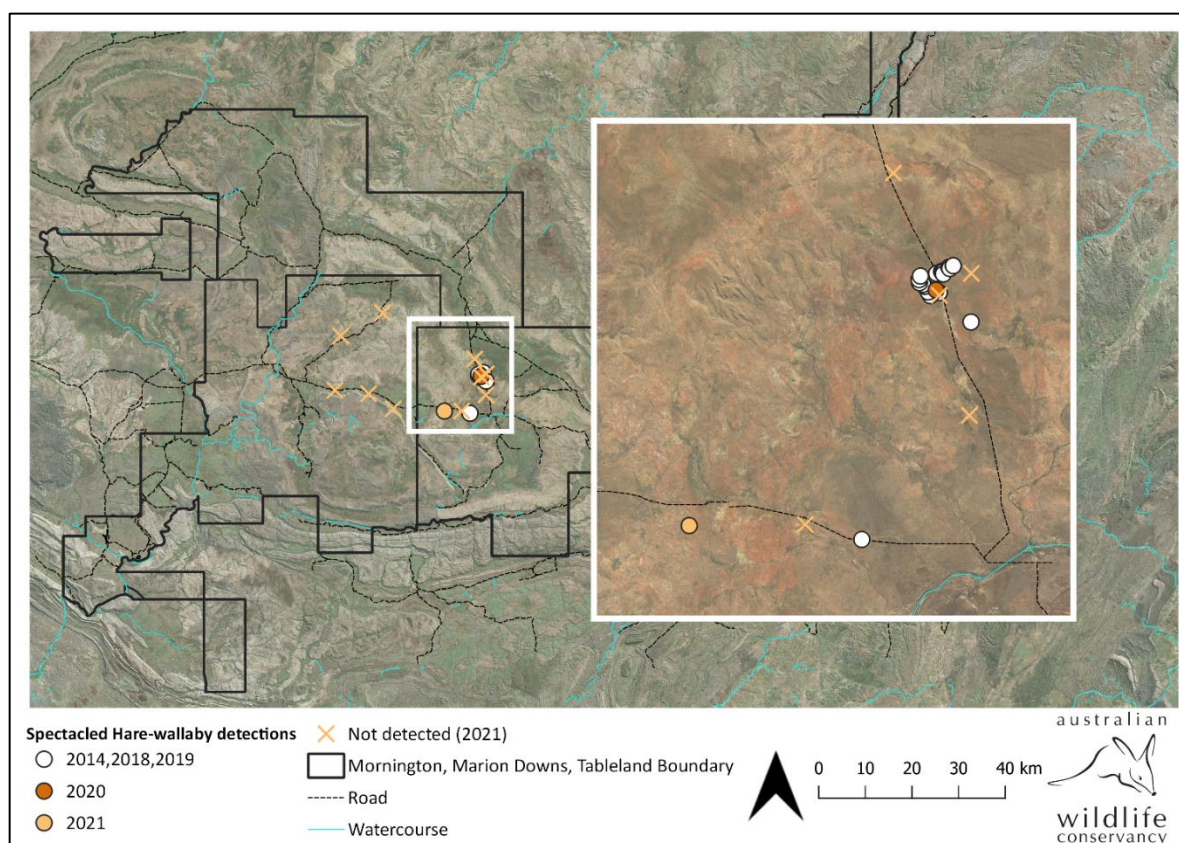 Spectacled Hare-wallaby detections
2014,2018,2019
2020
2021
Not detected (2021)
Mornington, Marion Downs, Tableland Boundary
Road
Watercourse
0 10 20 30 40 km
australian
wildlife
conservancy